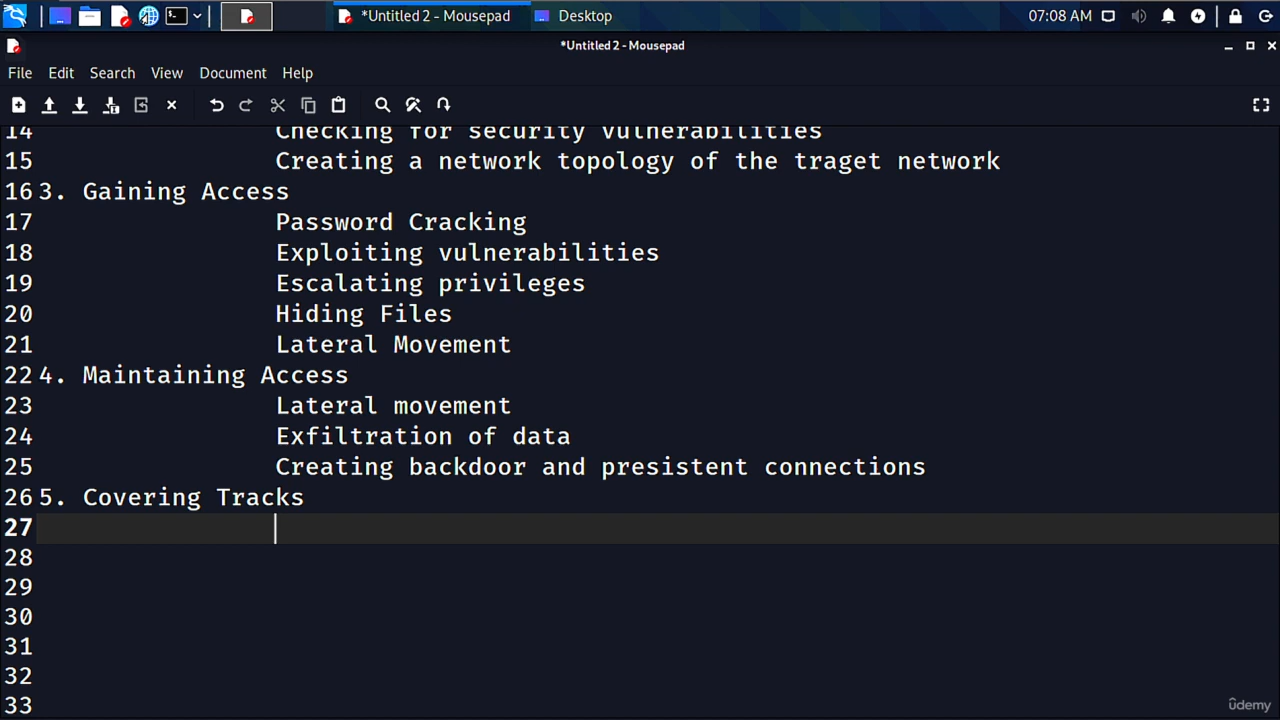 *Untitled 2 - Mousepad
Desktop
07:08 AM
*Untitled 2 - Mousepad
File Edit Search View Document Help
14 Checking for security vulnerabilities
15 Creating a network topology of the traget network
16 3. Gaining Access
17 Password Cracking
18 Exploiting vulnerabilities
19 Escalating privileges
20 Hiding Files
21 Lateral Movement
22 4. Maintaining Access
23 Lateral movement
24 Exfiltration of data
25 Creating backdoor and presistent connections
26 5. Covering Tracks
27
28
29
30
31
32
33
ûdemy